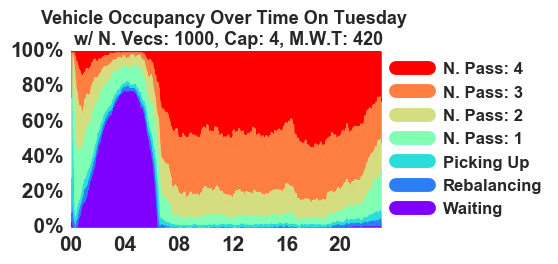 Vehicle Occupancy Over Time On Tuesday
w/ N. Vecs: 1000, Cap: 4, M.W.T: 420
100%
80%
60%
40%
20%
0%
00 04 08 12 16 20
N. Pass: 4
N. Pass: 3
N. Pass: 2
N. Pass: 1
Picking Up
Rebalancing
Waiting